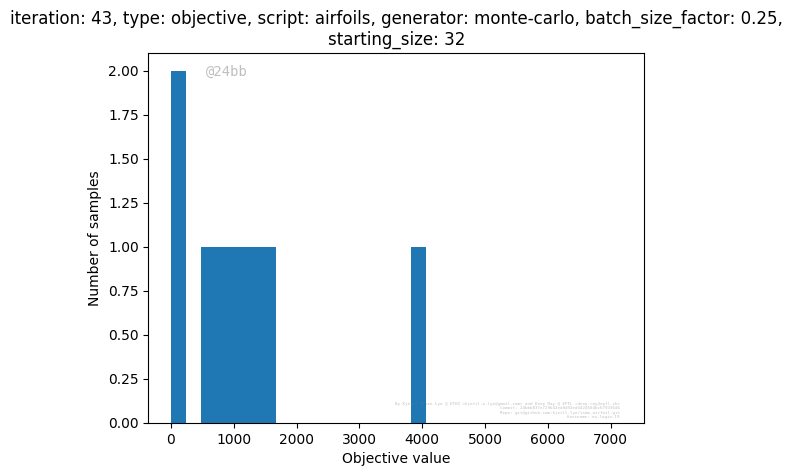 iteration: 43, type: objective, script: airfoils, generator: monte-carlo, batch_size_factor: 0.25,
starting_size: 32
@24bb
2.00
1.75
1.50
1.25
1.00
0.75
0.50
0.25
0.00
Number of samples
0 1000 2000 3000 4000 5000 6000 7000
Objective value